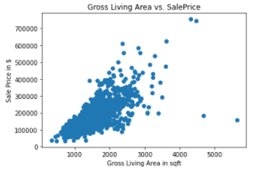 Gross Living Area vs. SalePrice
700000
600000
500000
400000
300000
200000
100000
0
Sale Price in $
1000 2000 3000 4000 5000
Gross Living Area in sqft